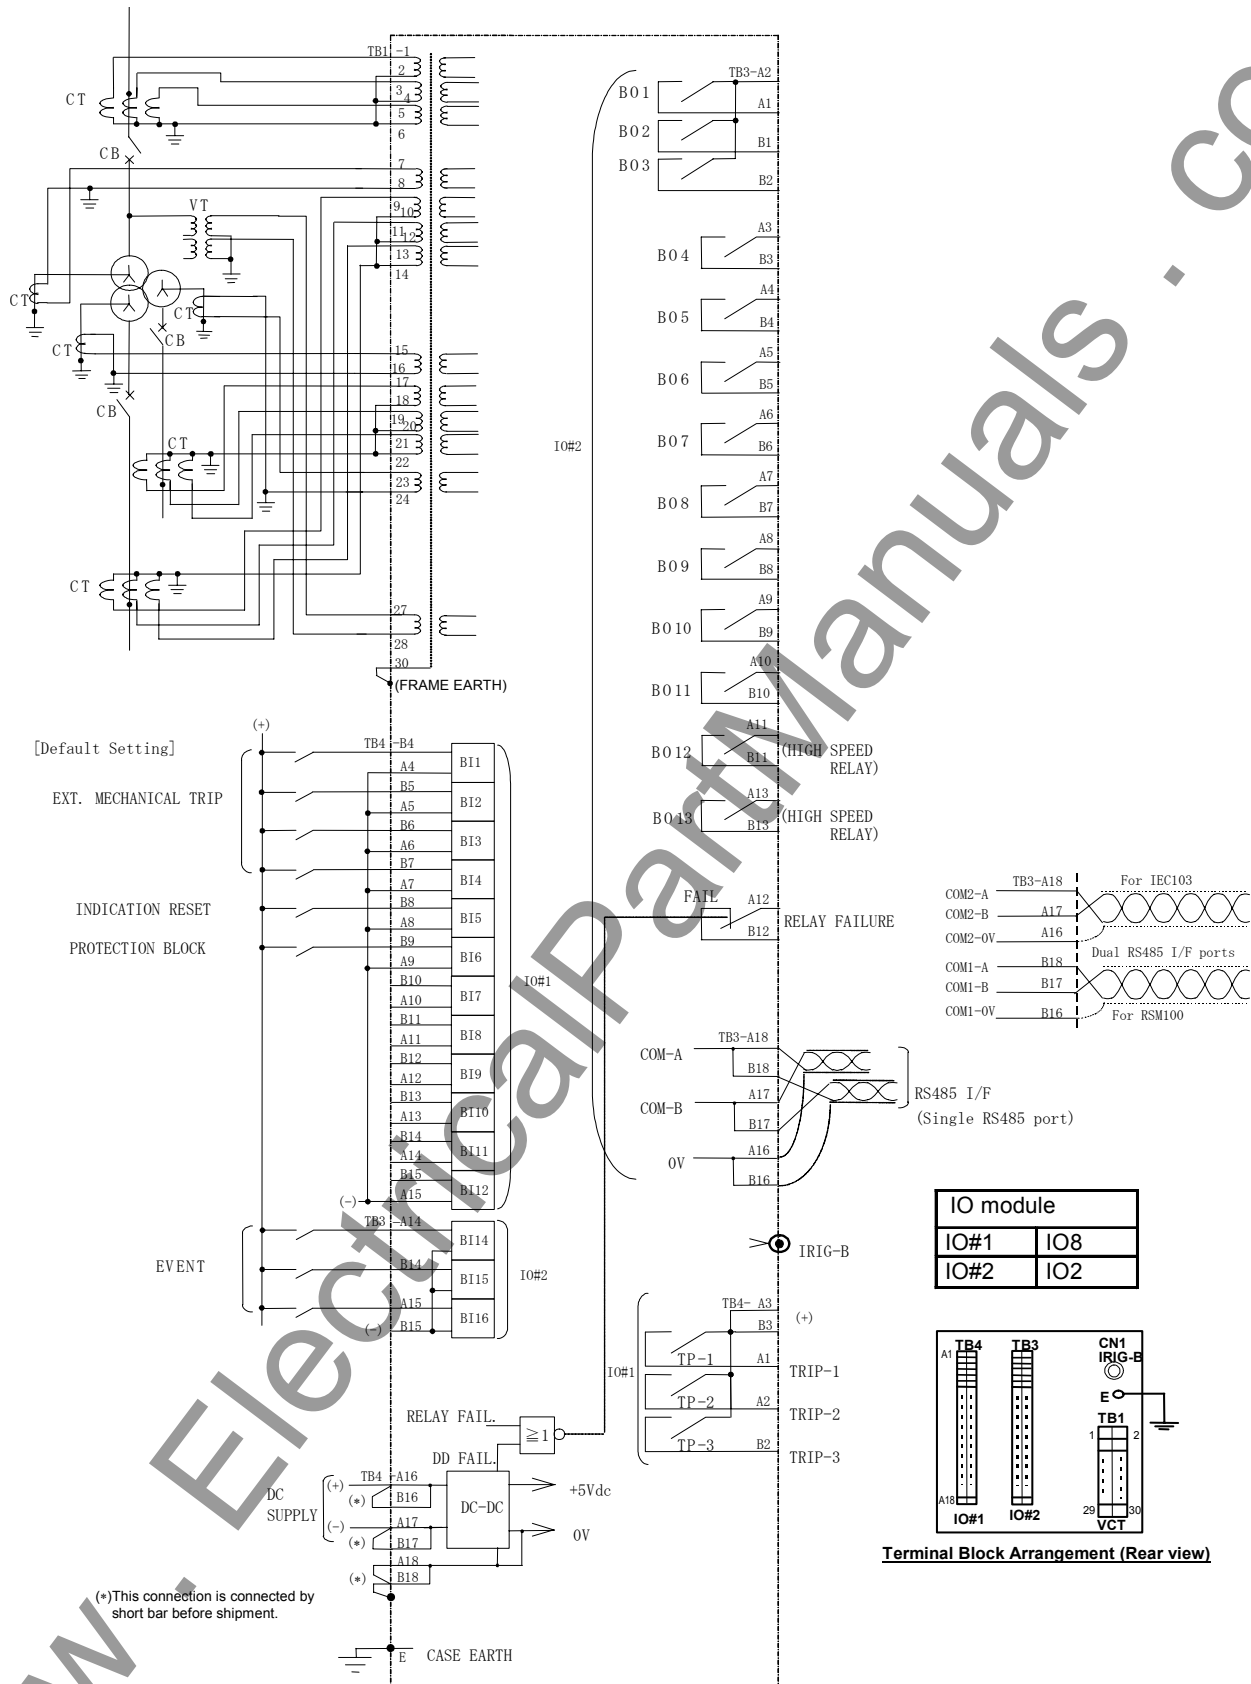 TB1 -1
2
3
4
5
6
CT
CB
7
8
VT
9
10
11
12
13
14
CT
CT
CB
CT
15
16
17
18
CB
19
20
21
22
CT
23
24
CT
27
28
30
(FRAME EARTH)
(+)
[Default Setting]
EXT. MECHANICAL TRIP
INDICATION RESET
PROTECTION BLOCK
TB4 -B4
A4
BI1
B5
A5
BI2
B6
A6
BI3
B7
A7
BI4
B8
A8
BI5
B9
A9
BI6
B10
A10
BI7
B11
A11
BI8
B12
A12
BI9
B13
A13
BI10
B14
A14
BI11
B15
A15
BI12
(-)
IO#1
EVENT
TB3 -A14
BI14
B14
BI15
A15
BI16
(-) B15
IO#2
RELAY FAIL.
≧1
DD FAIL.
DC
SUPPLY
(+) TB4 -A16
(*) B16
(-) A17
(*) B17
A18
(*) B18
DC-DC
+5Vdc
0V
(*)This connection is connected by
short bar before shipment.
E CASE EARTH
IO#2
TB3-A2
BO1
A1
BO2
B1
BO3
B2
A3
BO4
B3
A4
BO5
B4
A5
BO6
B5
A6
BO7
B6
A7
BO8
B7
A8
BO9
B8
A9
BO10
B9
A10
BO11
B10
A11
BO12
B11
(HIGH SPEED
RELAY)
A13
BO13
B13
(HIGH SPEED
RELAY)
FAIL
A12
B12
RELAY FAILURE
TB3-A18
COM-A
B18
A17
COM-B
B17
A16
0V
B16
RS485 I/F
(Single RS485 port)
IRIG-B
IO#1
TB4- A3
(+)
B3
TP-1
A1
TRIP-1
TP-2
A2
TRIP-2
TP-3
B2
TRIP-3
TB3-A18
For IEC103
COM2-A
COM2-B
A17
COM2-0V
A16
Dual RS485 I/F ports
COM1-A
B18
COM1-B
B17
COM1-0V
B16
For RSM100
IO module
IO#1 IO8
IO#2 IO2
TB4
A1
A18
IO#1
TB3
IO#2
CN1
IRIG-B
E
TB1
1
2
29
30
VCT
Terminal Block Arrangement (Rear view)
w . ElectricalPartManuals . co